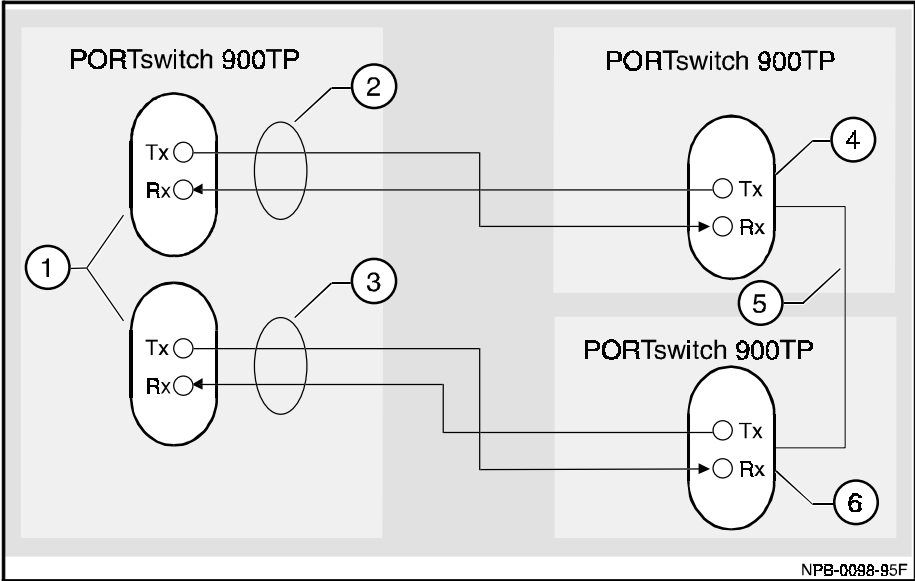 PORTswitch 900TP
2
Tx
Rx
1
3
Tx
Rx
PORTswitch 900TP
4
Tx
Rx
5
PORTswitch 900TP
Tx
Rx
6
NPB-0098-95F